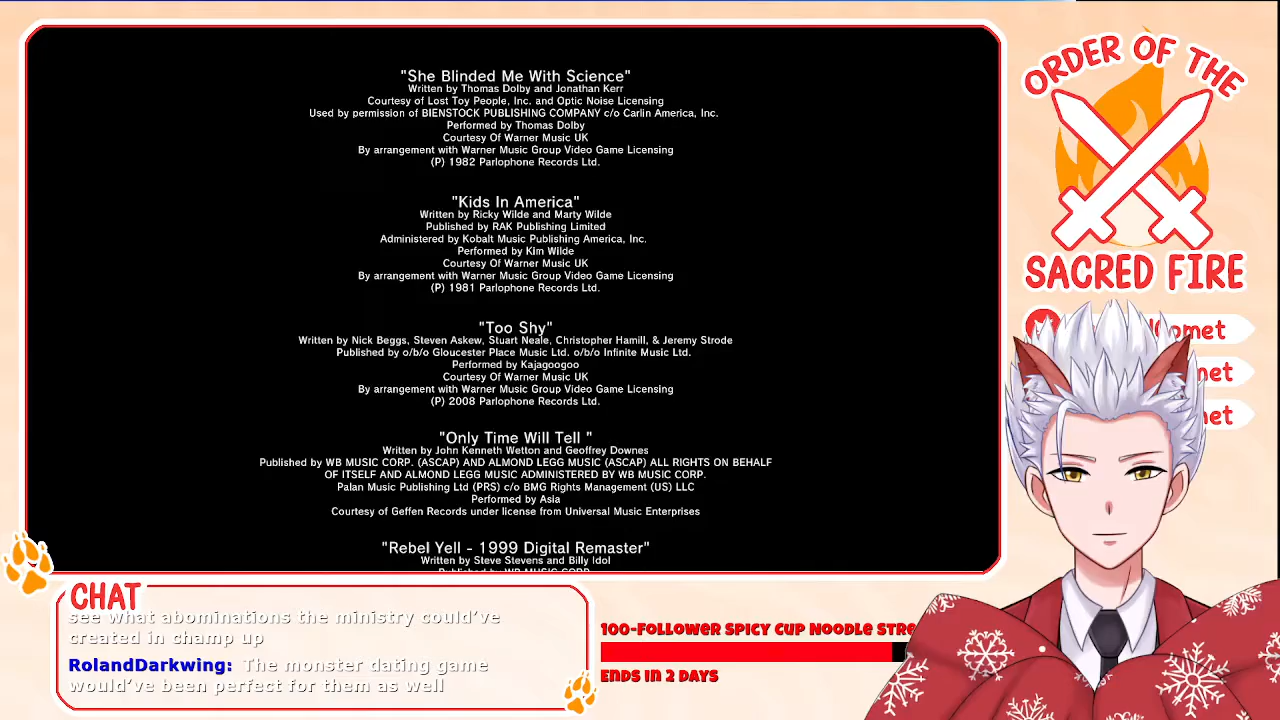 "She Blinded Me With Science"
Written by Thomas Dolby and Jonathan Kerr
Courtesy of Lost Toy People, Inc. and Optic Noise Licensing
Used by permission of BIENSTOCK PUBLISHING COMPANY c/o Carlin America, Inc.
Performed by Thomas Dolby
Courtesy Of Warner Music UK
By arrangement with Warner Music Group Video Game Licensing
(P) 1982 Parlophone Records Ltd.
"Kids In America"
Written by Ricky Wilde and Marty Wilde
Published by RAK Publishing Limited
Administered by Kobalt Music Publishing America, Inc.
Performed by Kim Wilde
Courtesy Of Warner Music UK
By arrangement with Warner Music Group Video Game Licensing
(P) 1981 Parlophone Records Ltd.
"Too Shy"
Written by Nick Beggs, Steven Askew, Stuart Neale, Christopher Hamill, & Jeremy Strode
Published by o/b/o Gloucester Place Music Ltd. o/b/o Infinite Music Ltd.
Performed by Kajagoogoo
Courtesy Of Warner Music UK
By arrangement with Warner Music Group Video Game Licensing
(P) 2008 Parlophone Records Ltd.
"Only Time Will Tell "
Written by John Kenneth Wetton and Geoffrey Downes
Published by WB MUSIC CORP. (ASCAP) AND ALMOND LEGG MUSIC (ASCAP) ALL RIGHTS ON BEHALF
OF ITSELF AND ALMOND LEGG MUSIC ADMINISTERED BY WB MUSIC CORP.
Palan Music Publishing Ltd (PRS) c/o BMG Rights Management (US) LLC
Performed by Asia
Courtesy of Geffen Records under license from Universal Music Enterprises
"Rebel Yell - 1999 Digital Remaster"
Written by Steve Stevens and Billy Idol
Published by WB MUSIC CORP.
ORDER OF THE
SACRED FIRE
CHAT
see what abominations the ministry could've
created in champ up
RolandDarkwing: The monster dating game
would've been perfect for them as well
100-FOLLOWER SPICY CUP NOODLE STRE
ENDS IN 2 DAYS